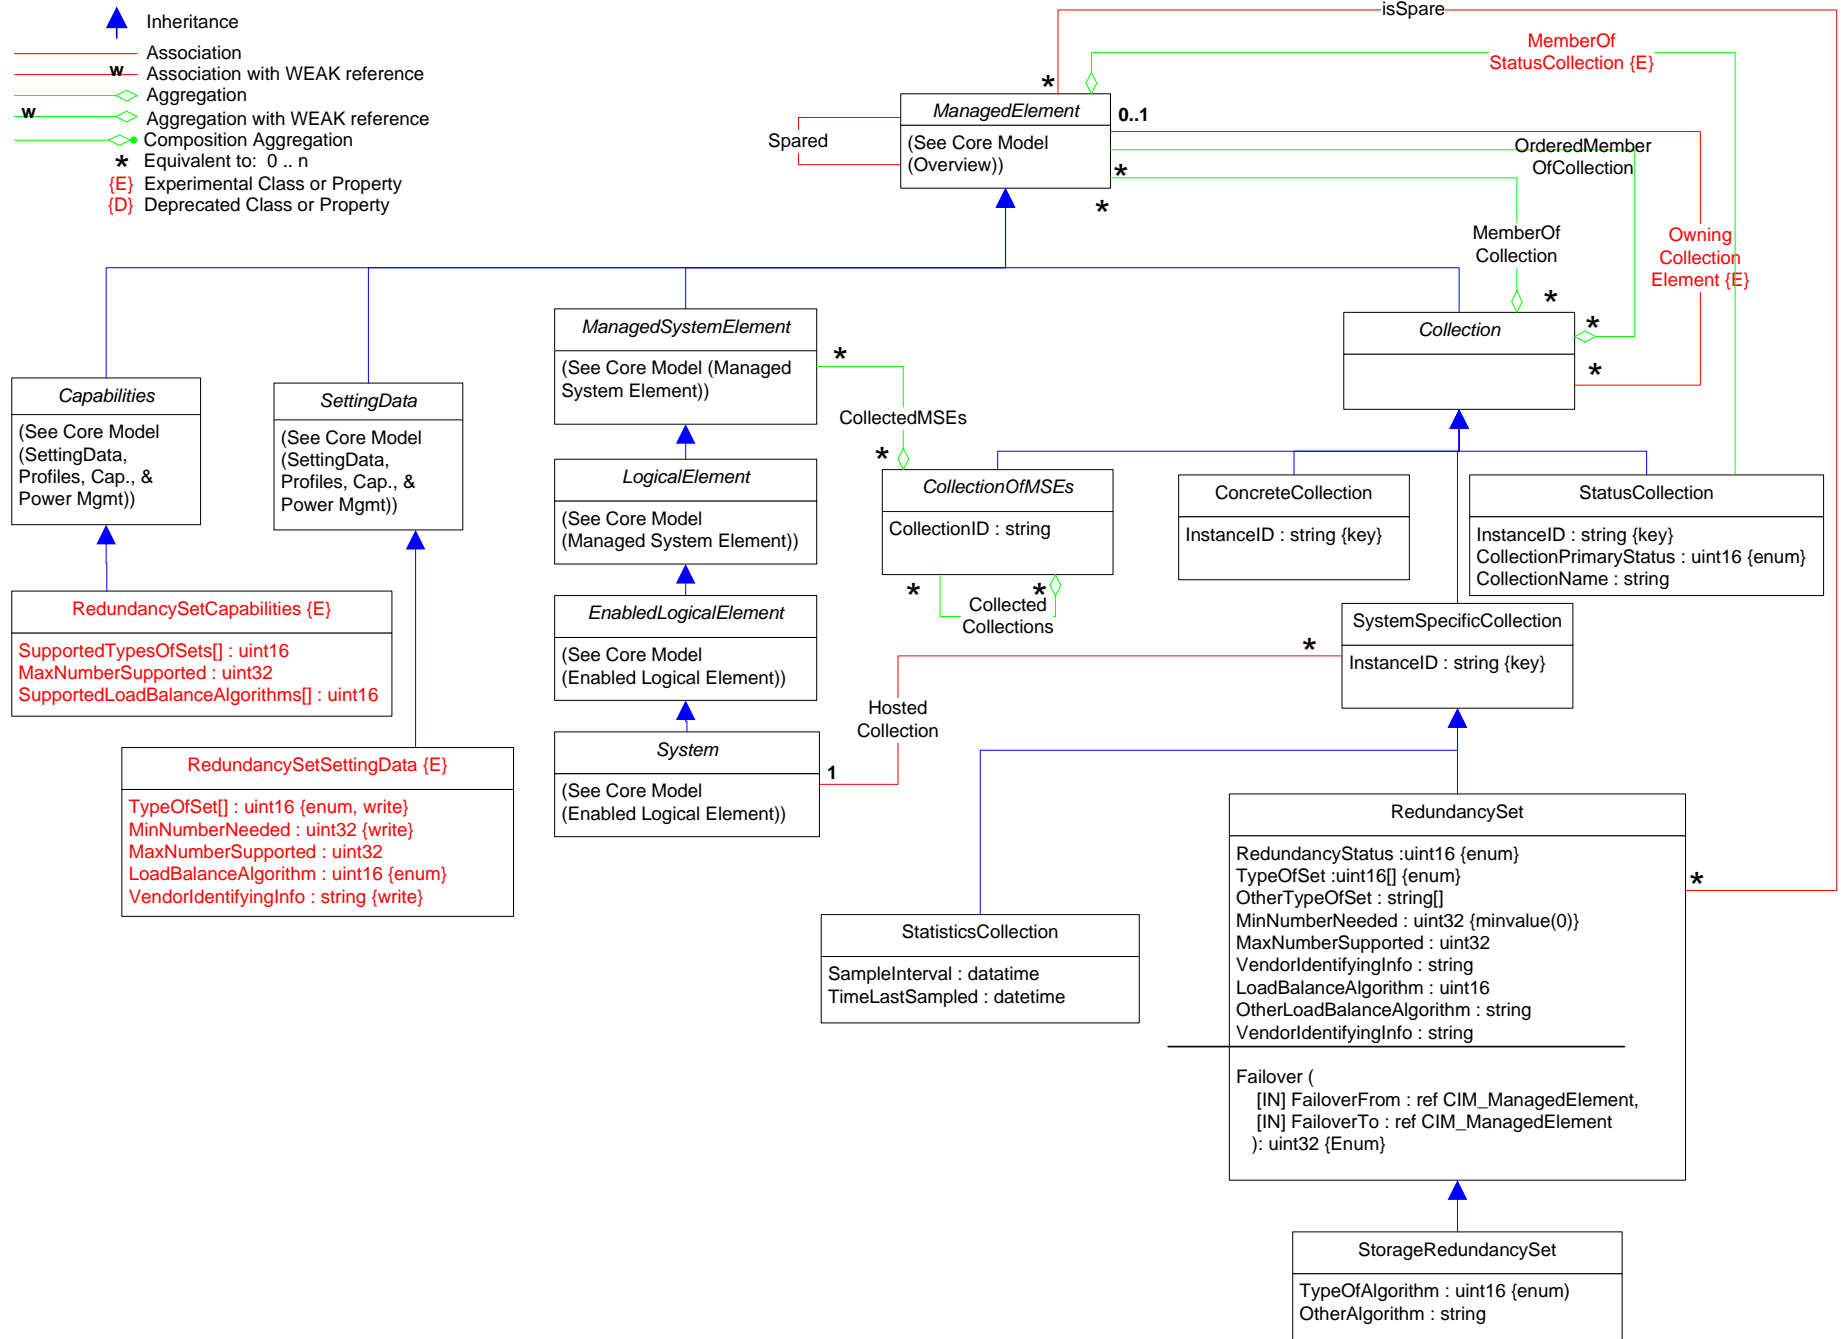 Inheritance
Association
w
Association with WEAK reference
Aggregation
w
Aggregation with WEAK reference
Composition Aggregation
* Equivalent to: 0 .. n
{E} Experimental Class or Property
{D} Deprecated Class or Property
isSpare
MemberOf
StatusCollection {E}
*
ManagedElement
(See Core Model
(Overview))
0..1
Spared
OrderedMember
OfCollection
*
*
MemberOf
Collection
Owning
Collection
Element {E}
*
*
*
Collection
ManagedSystemElement
(See Core Model (Managed
System Element))
*
CollectedMSEs
*
Capabilities
(See Core Model
(SettingData,
Profiles, Cap., &
Power Mgmt))
SettingData
(See Core Model
(SettingData,
Profiles, Cap., &
Power Mgmt))
LogicalElement
(See Core Model
(Managed System Element))
CollectionOfMSEs
CollectionID : string
*
*
Collected
Collections
ConcreteCollection
InstanceID : string {key}
StatusCollection
InstanceID : string {key}
CollectionPrimaryStatus : uint16 {enum}
CollectionName : string
RedundancySetCapabilities {E}
SupportedTypesOfSets[] : uint16
MaxNumberSupported : uint32
SupportedLoadBalanceAlgorithms[] : uint16
EnabledLogicalElement
(See Core Model
(Enabled Logical Element))
SystemSpecificCollection
InstanceID : string {key}
*
Hosted
Collection
1
System
(See Core Model
(Enabled Logical Element))
RedundancySetSettingData {E}
TypeOfSet[] : uint16 {enum, write}
MinNumberNeeded : uint32 {write}
MaxNumberSupported : uint32
LoadBalanceAlgorithm : uint16 {enum}
VendorIdentifyingInfo : string {write}
RedundancySet
RedundancyStatus :uint16 {enum}
TypeOfSet :uint16[] {enum}
OtherTypeOfSet : string[]
MinNumberNeeded : uint32 {minvalue(0)}
MaxNumberSupported : uint32
VendorIdentifyingInfo : string
LoadBalanceAlgorithm : uint16
OtherLoadBalanceAlgorithm : string
VendorIdentifyingInfo : string
*
Failover (
[IN] FailoverFrom : ref CIM_ManagedElement,
[IN] FailoverTo : ref CIM_ManagedElement
): uint32 {Enum}
StatisticsCollection
SampleInterval : datatime
TimeLastSampled : datetime
StorageRedundancySet
TypeOfAlgorithm : uint16 {enum)
OtherAlgorithm : string